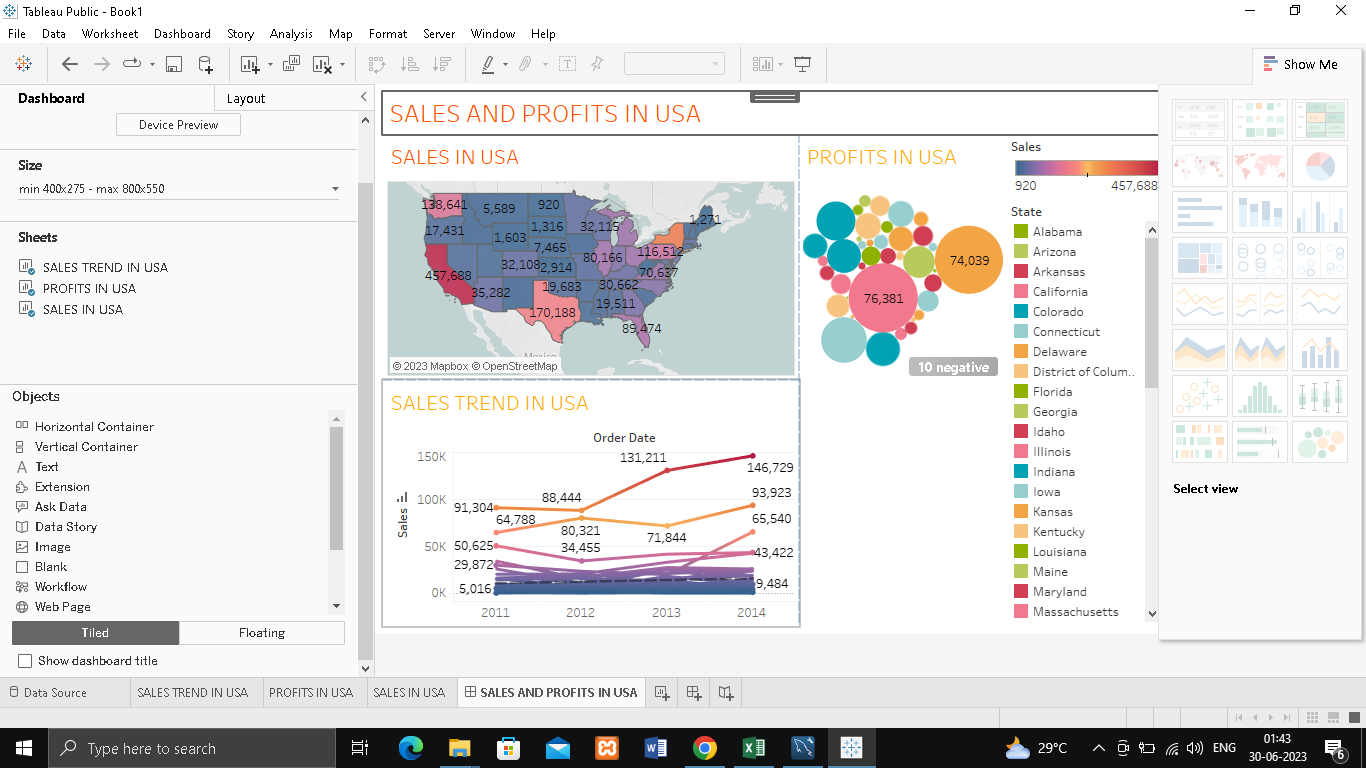 Tableau Public - Book1
File Data Worksheet Dashboard Story Analysis Map Format Server Window Help
Show Me
Dashboard
Layout
Device Preview
Size
min 400x275 - max 800x550
Sheets
SALES TREND IN USA
PROFITS IN USA
SALES IN USA
Objects
Horizontal Container
Vertical Container
Text
Extension
Ask Data
Data Story
Image
Blank
Workflow
Web Page
Tiled
Floating
Show dashboard title
SALES AND PROFITS IN USA
SALES IN USA
138,641
5,589
920
1,271
17,431
1,316
32,115
1,603
7,465
116,512
80,166
457,688
32,108
2,914
70,637
35,282
19,683
30,662
19,511
170,188
89,474
Mexico
© 2023 Mapbox © OpenStreetMap
PROFITS IN USA
74,039
76,381
10 negative
Sales
920
457,688
State
Alabama
Arizona
Arkansas
California
Colorado
Connecticut
Delaware
District of Colum..
Florida
Georgia
Idaho
Illinois
Indiana
Iowa
Kansas
Kentucky
Louisiana
Maine
Maryland
Massachusetts
SALES TREND IN USA
Order Date
150K
100K
50K
0K
Sales
131,211
146,729
91,304
88,444
93,923
64,788
80,321
71,844
65,540
50,625
34,455
43,422
29,872
5,016
9,484
2011
2012
2013
2014
Select view
Data Source
SALES TREND IN USA
PROFITS IN USA
SALES IN USA
SALES AND PROFITS IN USA
Type here to search
29°C
ENG
01:43
30-06-2023
6